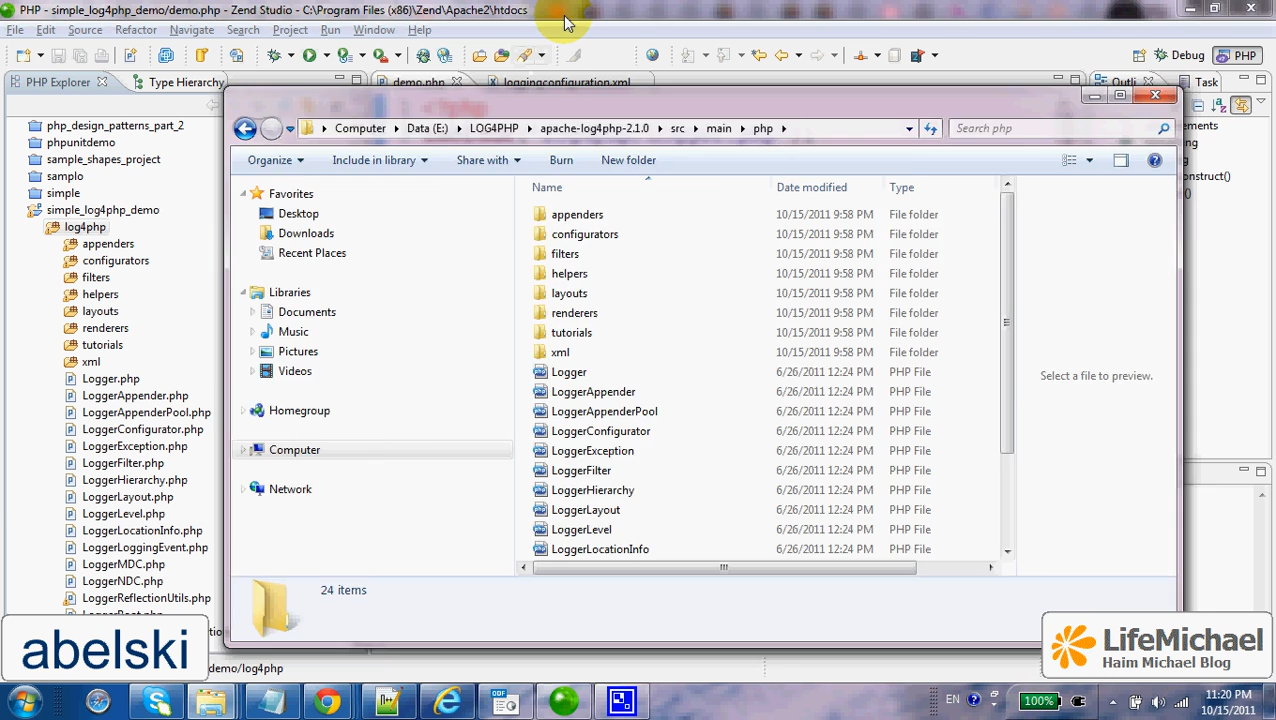 PHP - simple_log4php_demo/demo.php - Zend Studio - C:\Program Files (x86)\Zend\Apache2\htdocs
File Edit Source Refactor Navigate Search Project Run Window Help
Debug PHP
PHP Explorer Type Hierarchy demo.php loggingconfiguration.xml Outli Task
php_design_patterns_part_2
phpunitdemo
sample_shapes_project
samplo
simple
simple_log4php_demo
log4php
appenders
configurators
filters
helpers
layouts
renderers
tutorials
xml
Logger.php
LoggerAppender.php
LoggerAppenderPool.php
LoggerConfigurator.php
LoggerException.php
LoggerFilter.php
LoggerHierarchy.php
LoggerLayout.php
LoggerLevel.php
LoggerLocationInfo.php
LoggerLoggingEvent.php
LoggerMDC.php
LoggerNDC.php
LoggerReflectionUtils.php
Computer Data (E:) LOG4PHP apache-log4php-2.1.0 src main php
Search php
Organize Include in library Share with Burn New folder
Favorites
Desktop
Downloads
Recent Places
Libraries
Documents
Music
Pictures
Videos
Homegroup
Computer
Network
Name Date modified Type
appenders 10/15/2011 9:58 PM File folder
configurators 10/15/2011 9:58 PM File folder
filters 10/15/2011 9:58 PM File folder
helpers 10/15/2011 9:58 PM File folder
layouts 10/15/2011 9:58 PM File folder
renderers 10/15/2011 9:58 PM File folder
tutorials 10/15/2011 9:58 PM File folder
xml 10/15/2011 9:58 PM File folder
Logger 6/26/2011 12:24 PM PHP File
LoggerAppender 6/26/2011 12:24 PM PHP File
LoggerAppenderPool 6/26/2011 12:24 PM PHP File
LoggerConfigurator 6/26/2011 12:24 PM PHP File
LoggerException 6/26/2011 12:24 PM PHP File
LoggerFilter 6/26/2011 12:24 PM PHP File
LoggerHierarchy 6/26/2011 12:24 PM PHP File
LoggerLayout 6/26/2011 12:24 PM PHP File
LoggerLevel 6/26/2011 12:24 PM PHP File
LoggerLocationInfo 6/26/2011 12:24 PM PHP File
Select a file to preview.
24 items
ements
ng
ng
struct()
()
demo/log4php
abelski
LifeMichael
Haim Michael Blog
EN 100% 11:20 PM
10/15/2011